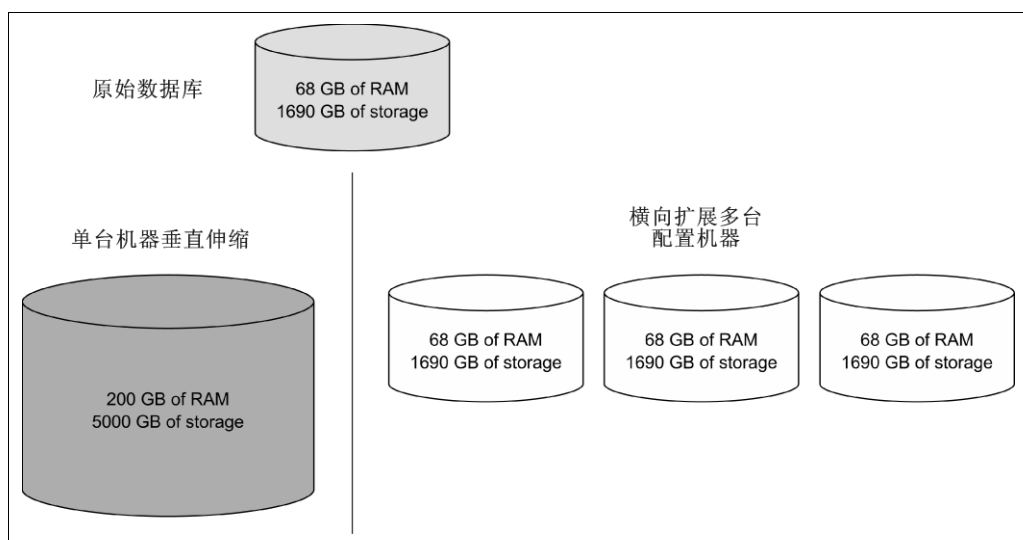 原始数据库
68 GB of RAM
1690 GB of storage
单台机器垂直伸缩
200 GB of RAM
5000 GB of storage
横向扩展多台
配置机器
68 GB of RAM
1690 GB of storage
68 GB of RAM
1690 GB of storage
68 GB of RAM
1690 GB of storage